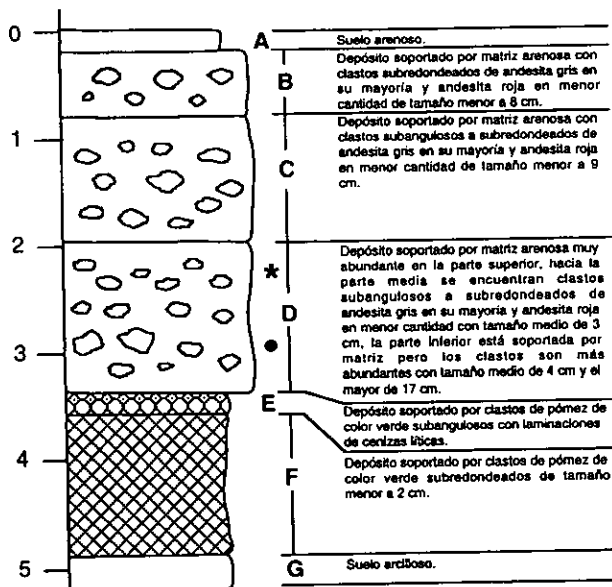 0
A
Suelo arenoso.
B
Depósito soportado por matriz arenosa con
clastos subredondeados de andesita gris en
su mayoría y andesita roja en menor
cantidad de tamaño menor a 8 cm.
1
C
Depósito soportado por matriz arenosa con
clastos subangulosos a subredondeados de
andesita gris en su mayoría y andesita roja
en menor cantidad de tamaño menor a 9
cm.
2
*
D
Depósito soportado por matriz arenosa muy
abundante en la parte superior, hacia la
parte media se encuentran clastos
subangulosos a subredondeados de
andesita gris en su mayoría y andesita roja
en menor cantidad con tamaño medio de 3
cm, la parte inferior está soportada por
matriz pero los clastos son más
abundantes con tamaño medio de 4 cm y el
mayor de 17 cm.
3
E
Depósito soportado por clastos de pómez de
color verde subangulosos con laminaciones
de cenizas líticas.
4
F
Depósito soportado por clastos de pómez de
color verde subredondeados de tamaño
menor a 2 cm.
5
G
Suelo arcilloso.